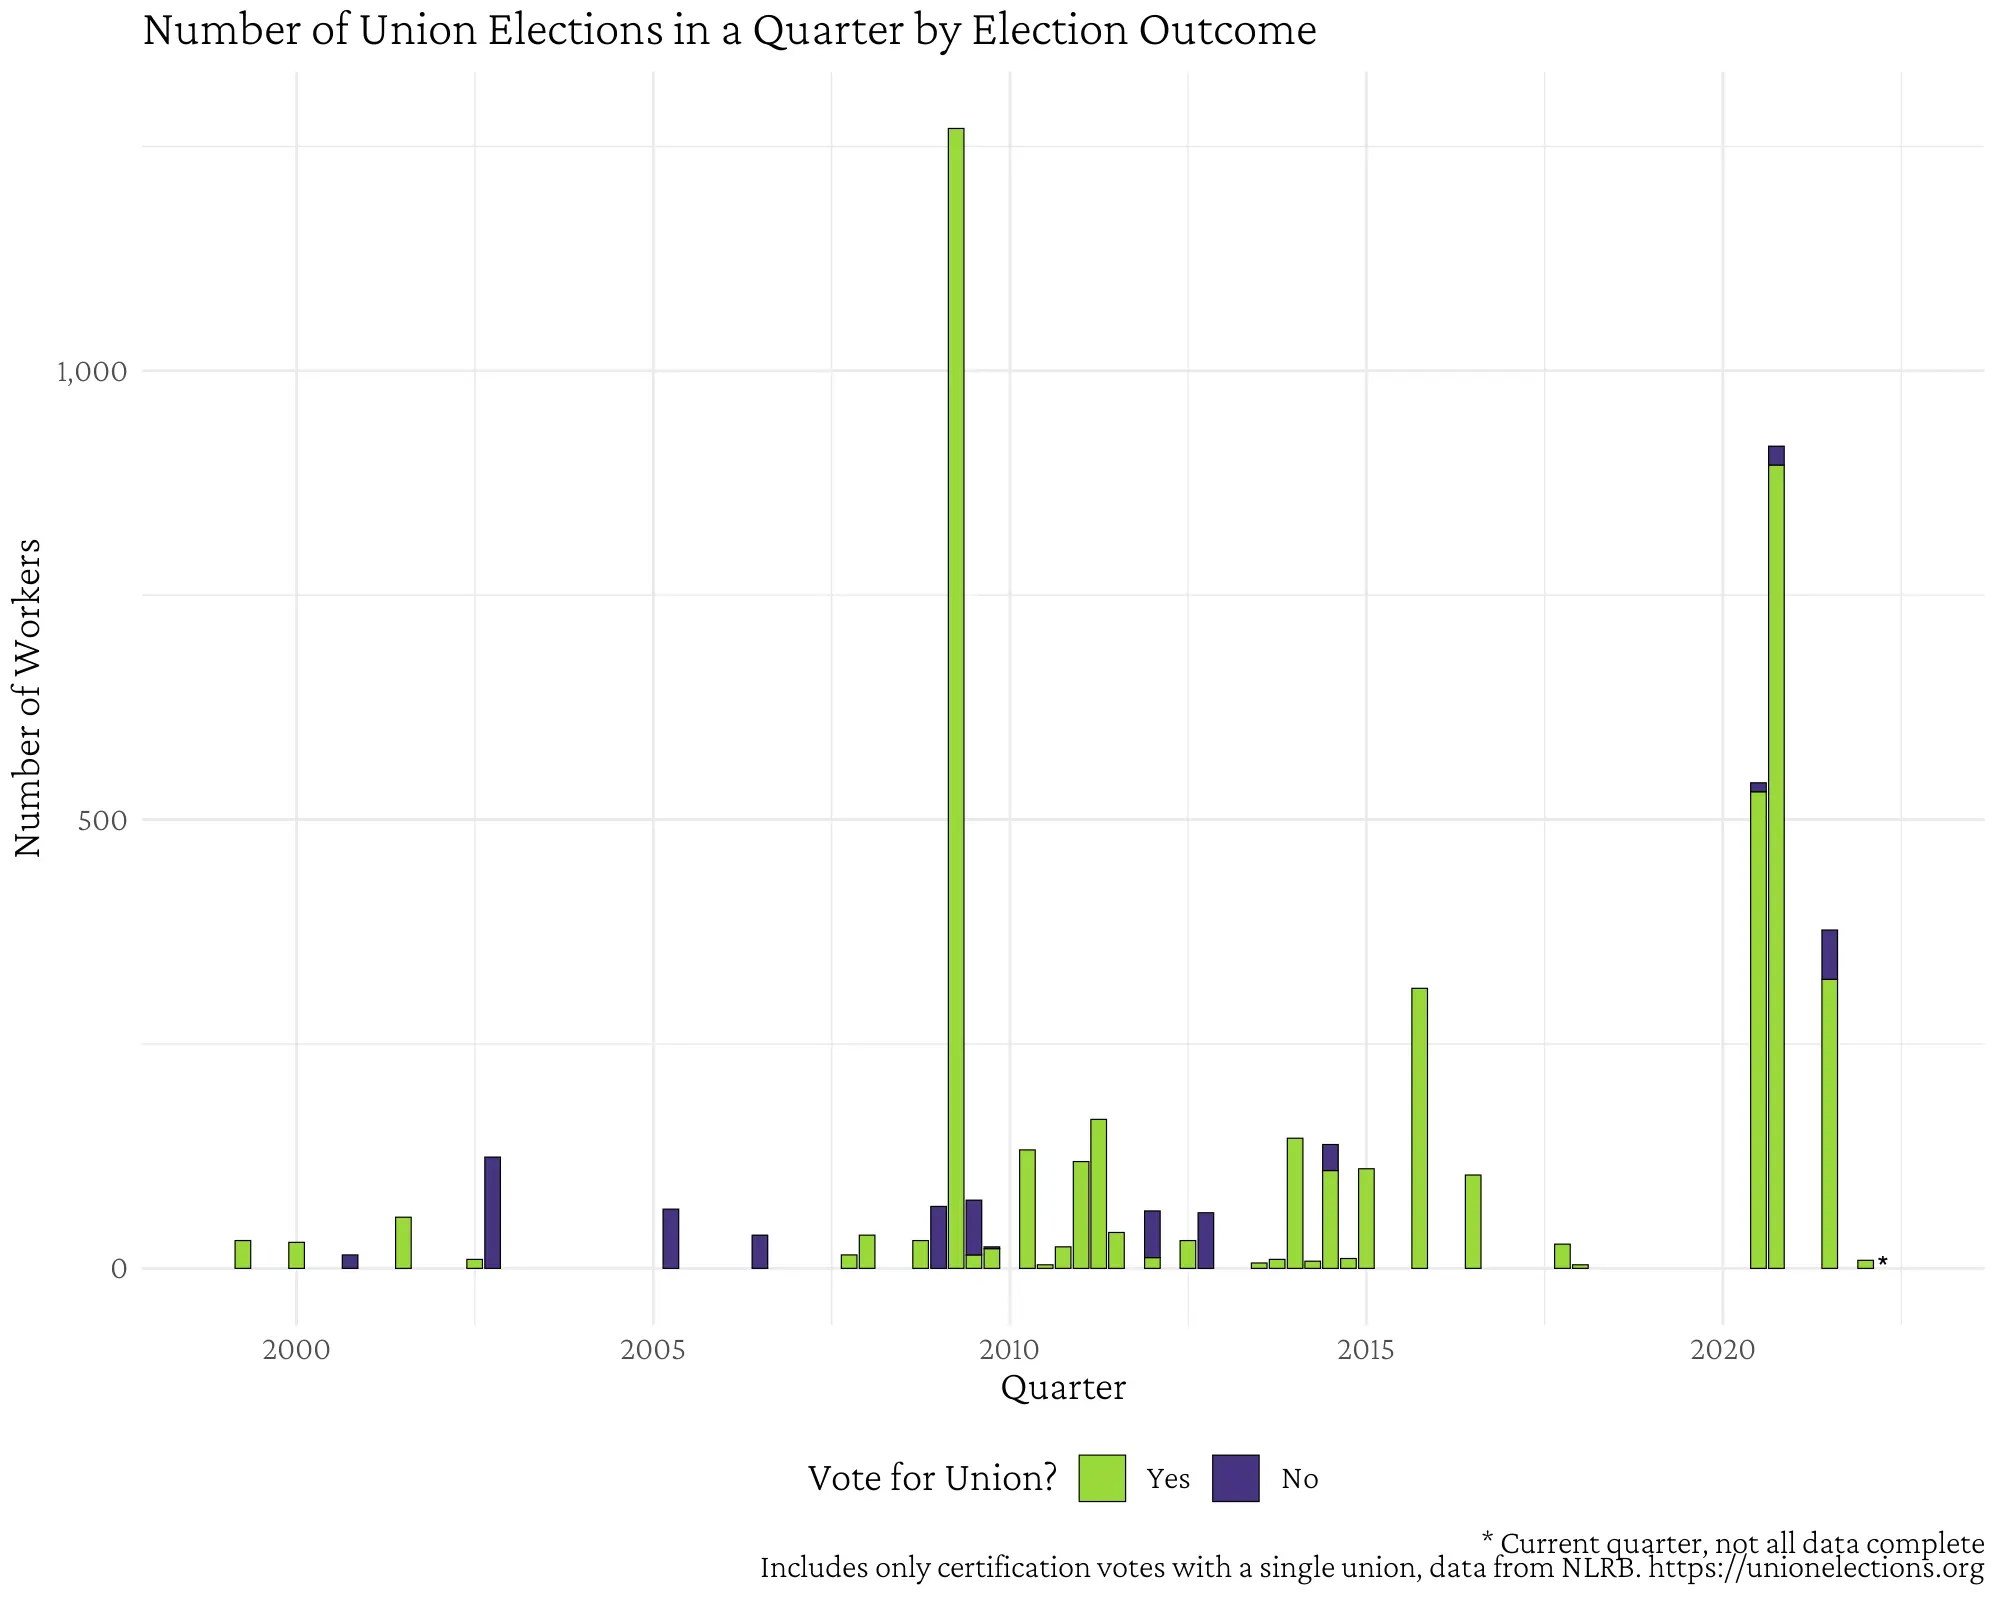 Number of Union Elections in a Quarter by Election Outcome
Number of Workers
1,000
500
0
*
2000 2005 2010 2015 2020
Quarter
Vote for Union? Yes No
* Current quarter, not all data complete
Includes only certification votes with a single union, data from NLRB. https://unionelections.org